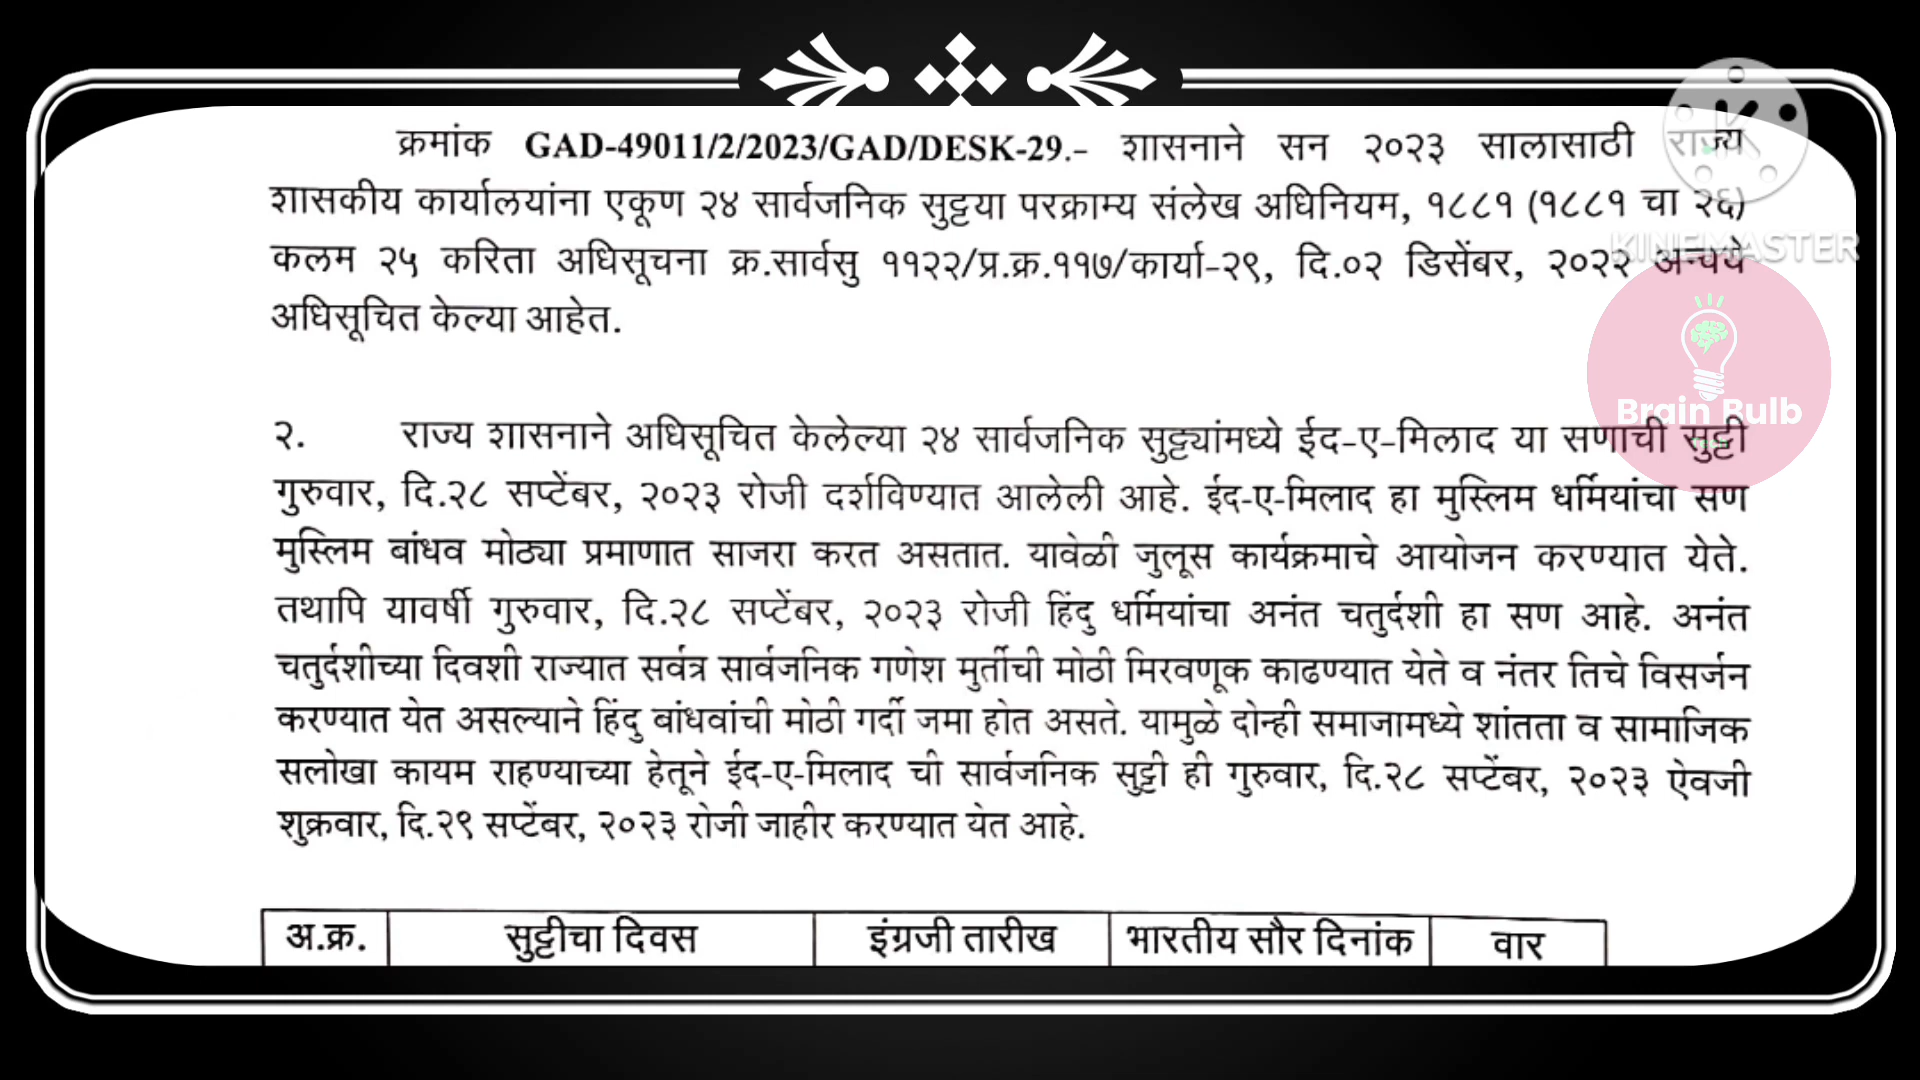 क्रमांक GAD-49011/2/2023/GAD/DESK-29.- शासनाने सन २०२३ सालासाठी राज्य
शासकीय कार्यालयांना एकूण २४ सार्वजनिक सुट्टया परक्राम्य संलेख अधिनियम, १८८१ (१८८१ चा २६)
कलम २५ करिता अधिसूचना क्र.सार्वसु ११२२/प्र.क्र.११७/कार्या-२९, दि.०२ डिसेंबर, २०२२ अन्वये
KINEMASTER
अधिसूचित केल्या आहेत.
Brain Bulb
२. राज्य शासनाने अधिसूचित केलेल्या २४ सार्वजनिक सुट्ट्यांमध्ये ईद-ए-मिलाद या सणाची सुट्टी
गुरुवार, दि.२८ सप्टेंबर, २०२३ रोजी दर्शविण्यात आलेली आहे. ईद-ए-मिलाद हा मुस्लिम धर्मियांचा सण
मुस्लिम बांधव मोठ्या प्रमाणात साजरा करत असतात. यावेळी जुलूस कार्यक्रमाचे आयोजन करण्यात येते.
तथापि यावर्षी गुरुवार, दि.२८ सप्टेंबर, २०२३ रोजी हिंदु धर्मियांचा अनंत चतुर्दशी हा सण आहे. अनंत
चतुर्दशीच्या दिवशी राज्यात सर्वत्र सार्वजनिक गणेश मुर्तीची मोठी मिरवणूक काढण्यात येते व नंतर तिचे विसर्जन
करण्यात येत असल्याने हिंदु बांधवांची मोठी गर्दी जमा होत असते. यामुळे दोन्ही समाजामध्ये शांतता व सामाजिक
सलोखा कायम राहण्याच्या हेतूने ईद-ए-मिलाद ची सार्वजनिक सुट्टी ही गुरुवार, दि.२८ सप्टेंबर, २०२३ ऐवजी
शुक्रवार, दि.२९ सप्टेंबर, २०२३ रोजी जाहीर करण्यात येत आहे.
अ.क्र. सुट्टीचा दिवस इंग्रजी तारीख भारतीय सौर दिनांक वार